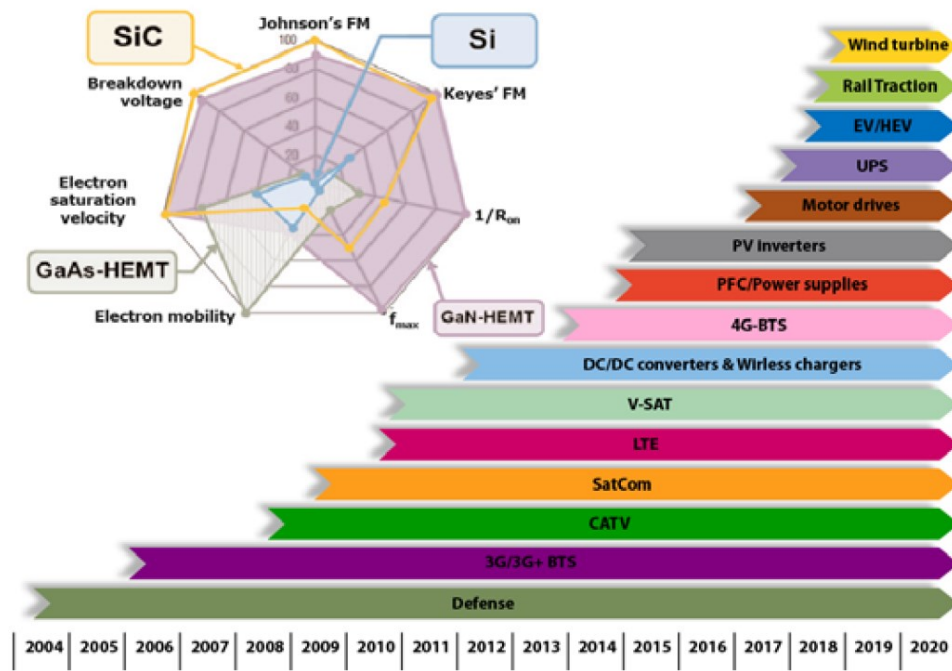 Johnson's FM
SiC
Si
100
80
60
40
20
Breakdown
voltage
Keyes' FM
Electron
saturation
velocity
1/Ron
GaAs-HEMT
GaN-HEMT
Electron mobility
fmax
Wind turbine
Rail Traction
EV/HEV
UPS
Motor drives
PV inverters
PFC/Power supplies
4G-BTS
DC/DC converters & Wirless chargers
V-SAT
LTE
SatCom
CATV
3G/3G+ BTS
Defense
2004 2005 2006 2007 2008 2009 2010 2011 2012 2013 2014 2015 2016 2017 2018 2019 2020